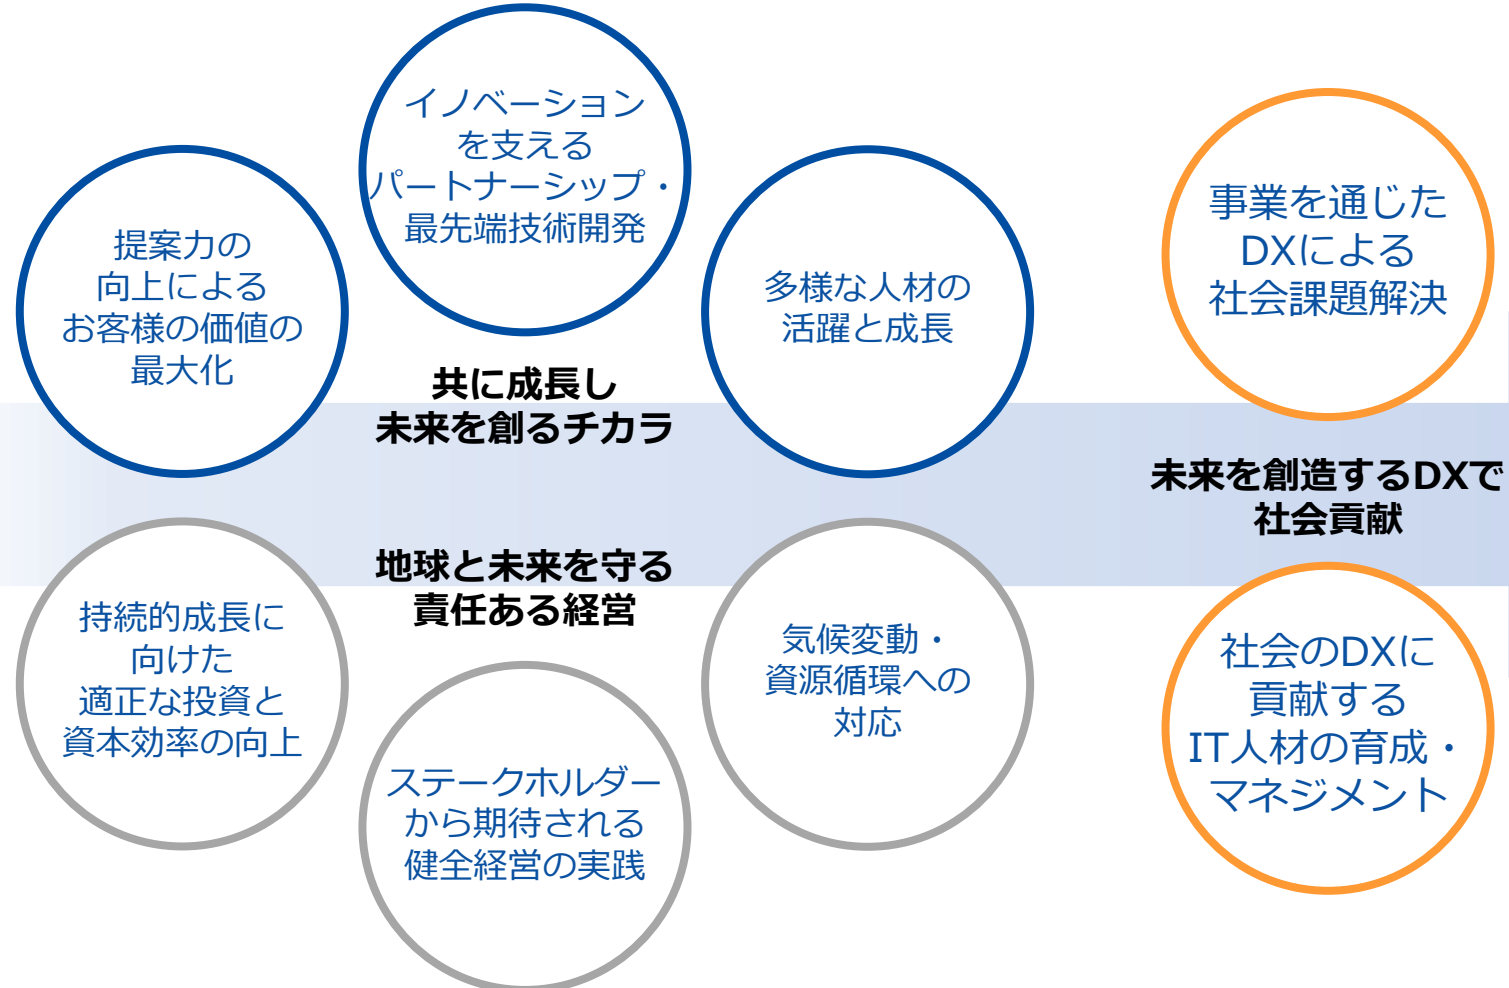 イノベーション
を支える
パートナーシップ・
最先端技術開発
提案力の
向上による
お客様の価値の
最大化
多様な人材の
活躍と成長
共に成長し
未来を創るチカラ
地球と未来を守る
責任ある経営
持続的成長に
向けた
適正な投資と
資本効率の向上
ステークホルダー
から期待される
健全経営の実践
気候変動・
資源循環への
対応
事業を通じた
DXによる
社会課題解決
未来を創造するDXで
社会貢献
社会のDXに
貢献する
IT人材の育成・
マネジメント